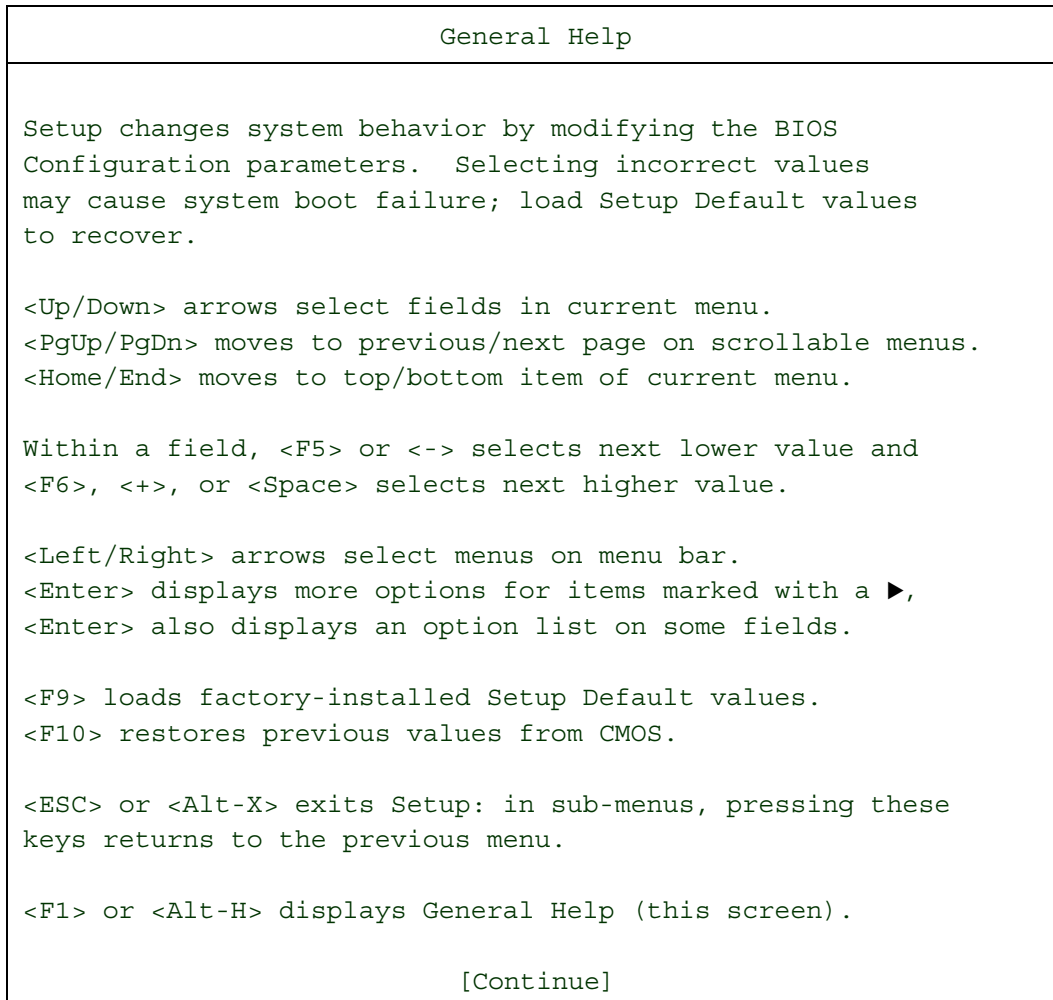 General Help
Setup changes system behavior by modifying the BIOS
Configuration parameters.  Selecting incorrect values
may cause system boot failure; load Setup Default values
to recover.
<Up/Down> arrows select fields in current menu.
<PgUp/PgDn> moves to previous/next page on scrollable menus.
<Home/End> moves to top/bottom item of current menu.
Within a field, <F5> or <-> selects next lower value and
<F6>, <+>, or <Space> selects next higher value.
<Left/Right> arrows select menus on menu bar.
<Enter> displays more options for items marked with a ▶,
<Enter> also displays an option list on some fields.
<F9> loads factory-installed Setup Default values.
<F10> restores previous values from CMOS.
<ESC> or <Alt-X> exits Setup: in sub-menus, pressing these
keys returns to the previous menu.
<F1> or <Alt-H> displays General Help (this screen).
[Continue]